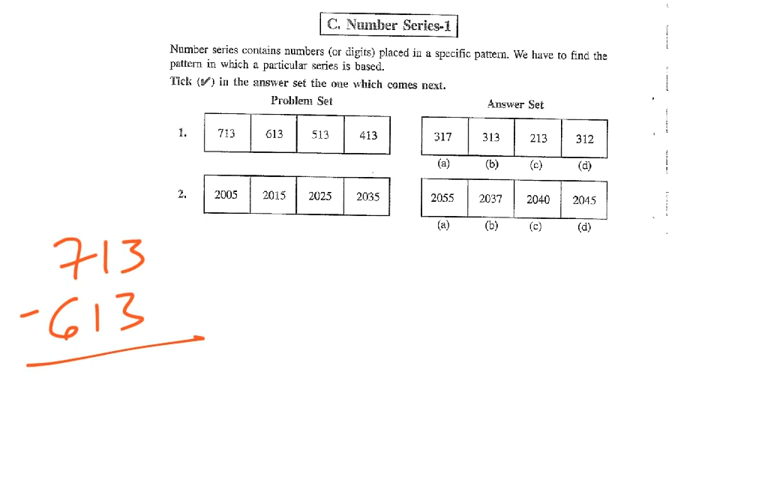 C. Number Series-1
Number series contains numbers (or digits) placed in a specific pattern. We have to find the
pattern in which a particular series is based.
Tick (✔) in the answer set the one which comes next.
Problem Set Answer Set
1. 713 613 513 413 317 313 213 312
(a) (b) (c) (d)
2. 2005 2015 2025 2035 2055 2037 2040 2045
(a) (b) (c) (d)
713
-613